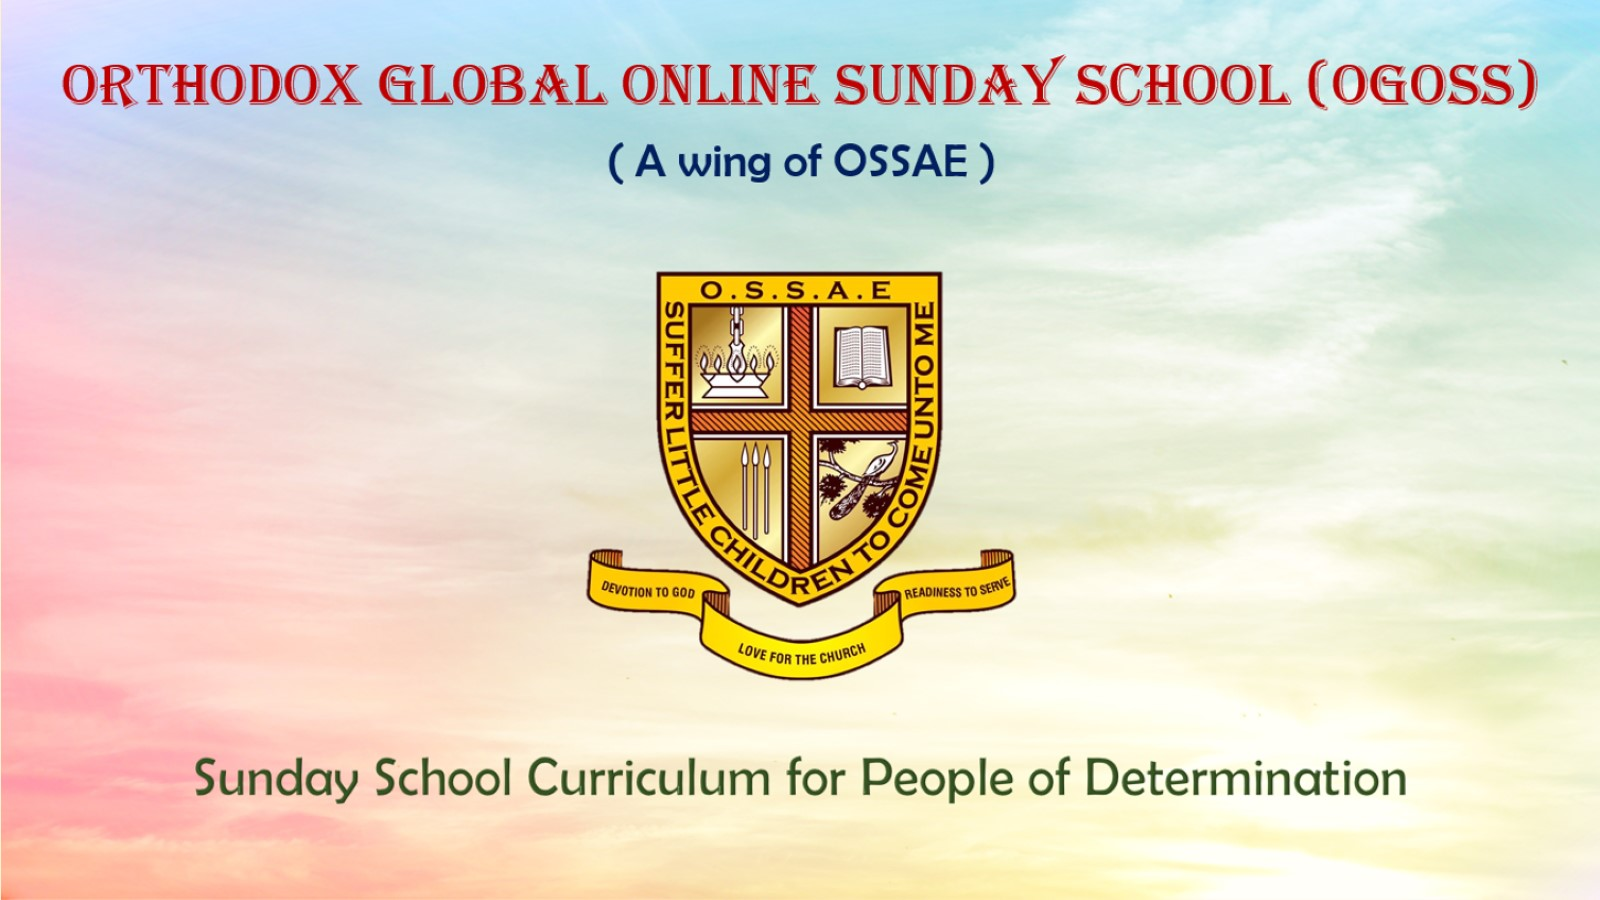 ORTHODOX GLOBAL ONLINE SUNDAY SCHOOL (OGOSS)
( A wing of OSSAE )
O.S.S.A.E
SUFFER LITTLE CHILDREN TO COME UNTO ME
DEVOTION TO GOD
LOVE FOR THE CHURCH
READINESS TO SERVE
Sunday School Curriculum for People of Determination